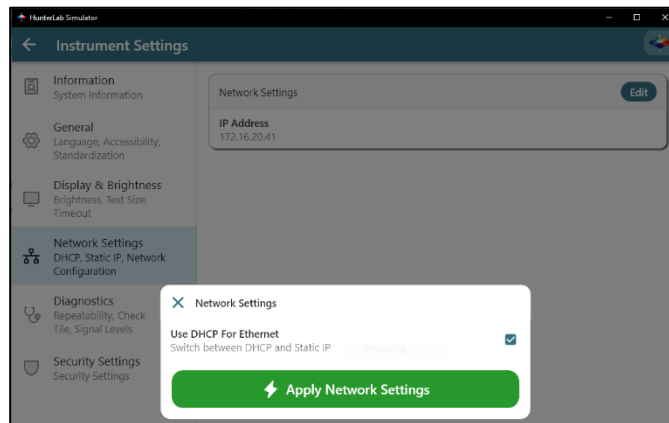 HunterLab Simulator
Instrument Settings
Information
System Information
General
Language, Accessibility,
Standardization
Display & Brightness
Brightness, Text Size,
Timeout
Network Settings
DHCP, Static IP, Network
Configuration
Diagnostics
Repeatability, Check
Tile, Signal Levels
Security Settings
Security Settings
Network Settings
Edit
IP Address
172.16.20.41
Network Settings
Use DHCP For Ethernet
Switch between DHCP and Static IP
Apply Network Settings